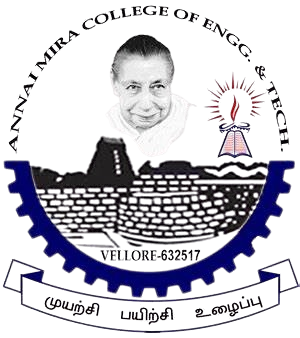 ANNAI MIRA COLLEGE OF ENGG. & TECH.
VELLORE-632517
முயற்சி பயிற்சி உழைப்பு